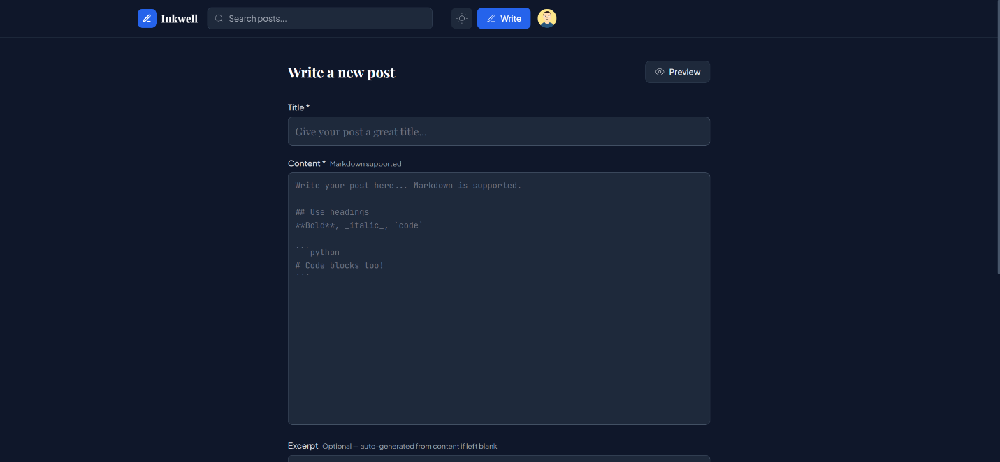 Inkwell
Search posts...
Write
Write a new post
Preview
Title *
Give your post a great title...
Content * Markdown supported
Write your post here... Markdown is supported.
## Use headings
**Bold**, _italic_, `code`
```python
# Code blocks too!
```
Excerpt Optional — auto-generated from content if left blank